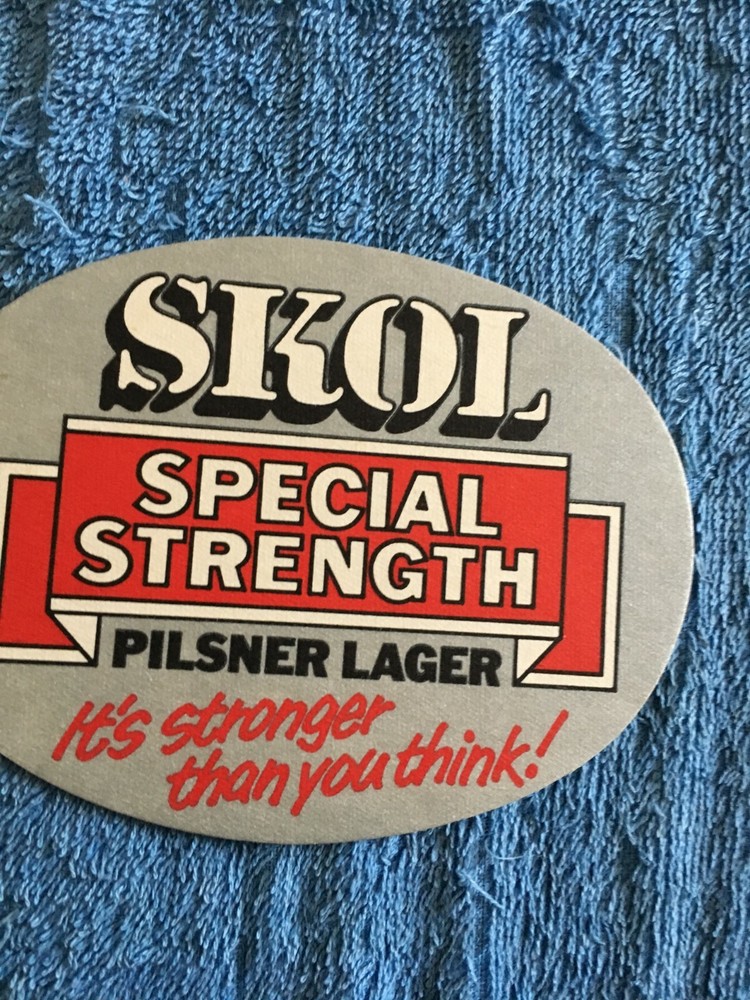 SKOL
SPECIAL
STRENGTH
PILSNER LAGER
It's stronger
than you think!